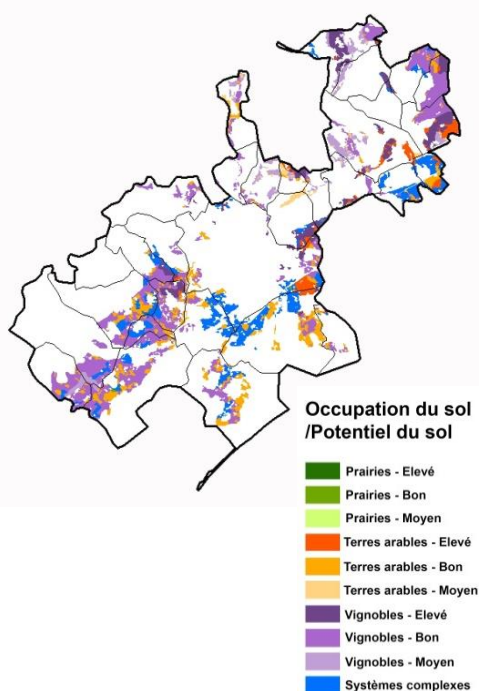 Occupation du sol
/Potentiel du sol
Prairies - Elevé
Prairies - Bon
Prairies - Moyen
Terres arables - Elevé
Terres arables - Bon
Terres arables - Moyen
Vignobles - Elevé
Vignobles - Bon
Vignobles - Moyen
Systèmes complexes